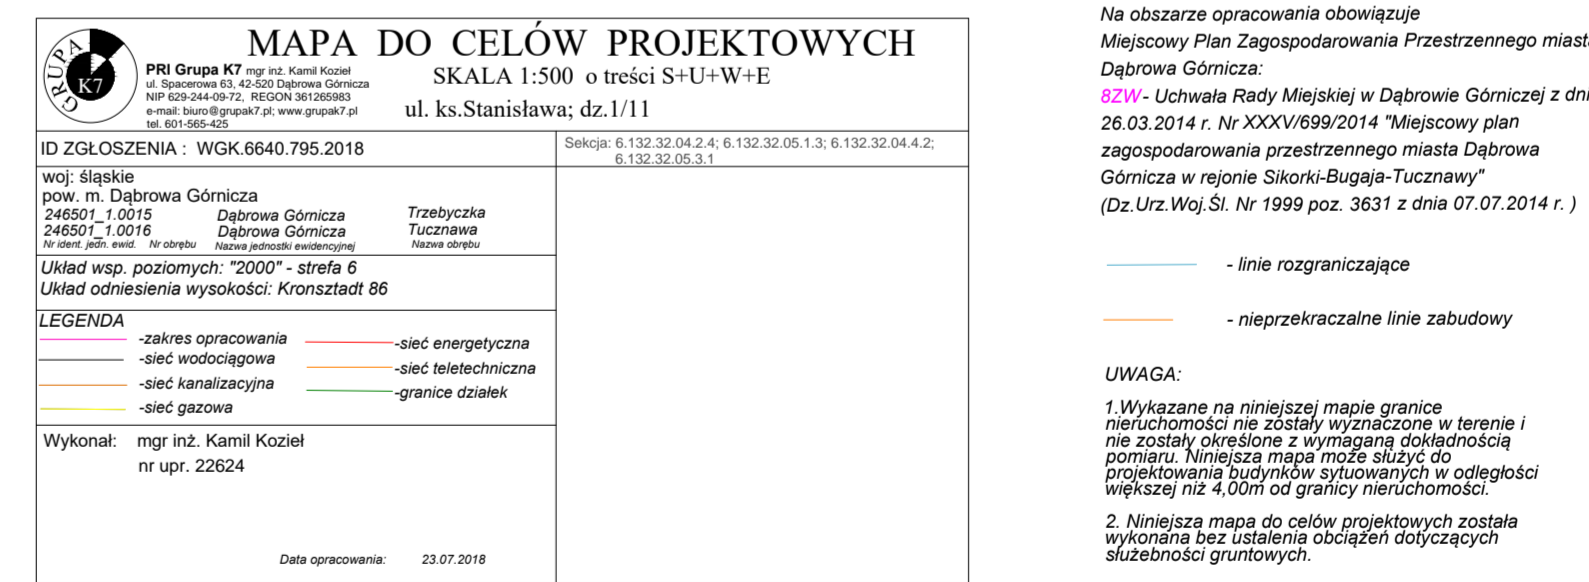 GRUPA
K7
MAPA DO CELÓW PROJEKTOWYCH
PRI Grupa K7 mgr inż. Kamil Kozieł
ul. Spacerowa 63, 42-520 Dąbrowa Górnicza
NIP 629-244-09-72, REGON 361265983
e-mail: biuro@grupak7.pl; www.grupak7.pl
tel. 601-565-425
SKALA 1:500 o treści S+U+W+E
ul. ks.Stanisława; dz.1/11
ID ZGŁOSZENIA : WGK.6640.795.2018
Sekcja: 6.132.32.04.2.4; 6.132.32.05.1.3; 6.132.32.04.4.2;
6.132.32.05.3.1
woj: śląskie
pow. m. Dąbrowa Górnicza
246501_1.0015 Dąbrowa Górnicza Trzebyczka
246501_1.0016 Dąbrowa Górnicza Tucznawa
Nr ident. jedn. ewid. Nr obrębu Nazwa jednostki ewidencyjnej Nazwa obrębu
Układ wsp. poziomych: "2000" - strefa 6
Układ odniesienia wysokości: Kronsztadt 86
LEGENDA
-zakres opracowania
-sieć wodociągowa
-sieć kanalizacyjna
-sieć gazowa
-sieć energetyczna
-sieć teletechniczna
-granice działek
Wykonał: mgr inż. Kamil Kozieł
nr upr. 22624
Data opracowania: 23.07.2018
Na obszarze opracowania obowiązuje
Miejscowy Plan Zagospodarowania Przestrzennego miast
Dąbrowa Górnicza:
8ZW- Uchwała Rady Miejskiej w Dąbrowie Górniczej z dni
26.03.2014 r. Nr XXXV/699/2014 "Miejscowy plan
zagospodarowania przestrzennego miasta Dąbrowa
Górnicza w rejonie Sikorki-Bugaja-Tucznawy"
(Dz.Urz.Woj.Śl. Nr 1999 poz. 3631 z dnia 07.07.2014 r. )
- linie rozgraniczające
- nieprzekraczalne linie zabudowy
UWAGA:
1.Wykazane na niniejszej mapie granice
nieruchomości nie zostały wyznaczone w terenie i
nie zostały określone z wymaganą dokładnością
pomiaru. Niniejsza mapa może służyć do
projektowania budynków sytuowanych w odległości
większej niż 4,00m od granicy nieruchomości.
2. Niniejsza mapa do celów projektowych została
wykonana bez ustalenia obciążeń dotyczących
służebności gruntowych.